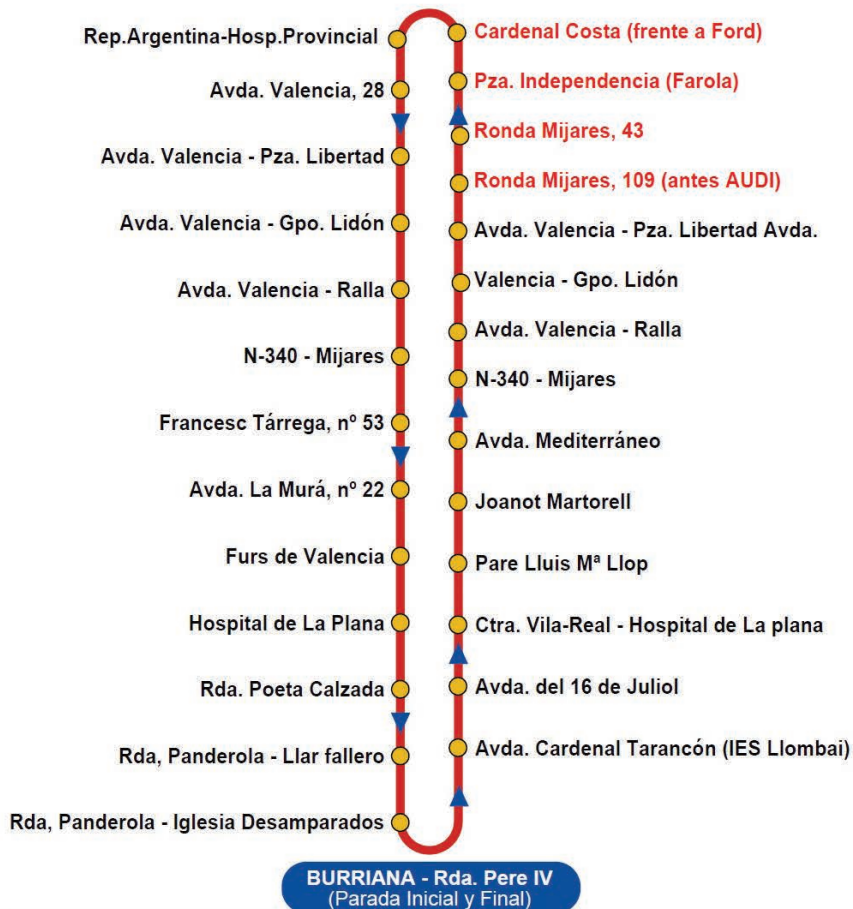 Rep.Argentina-Hosp.Provincial
Avda. Valencia, 28
Avda. Valencia - Pza. Libertad
Avda. Valencia - Gpo. Lidón
Avda. Valencia - Ralla
N-340 - Mijares
Francesc Tárrega, nº 53
Avda. La Murá, nº 22
Furs de Valencia
Hospital de La Plana
Rda. Poeta Calzada
Rda, Panderola - Llar fallero
Rda, Panderola - Iglesia Desamparados
Cardenal Costa (frente a Ford)
Pza. Independencia (Farola)
Ronda Mijares, 43
Ronda Mijares, 109 (antes AUDI)
Avda. Valencia - Pza. Libertad Avda.
Valencia - Gpo. Lidón
Avda. Valencia - Ralla
N-340 - Mijares
Avda. Mediterráneo
Joanot Martorell
Pare Lluis Mª Llop
Ctra. Vila-Real - Hospital de La plana
Avda. del 16 de Juliol
Avda. Cardenal Tarancón (IES Llombai)
BURRIANA - Rda. Pere IV
(Parada Inicial y Final)